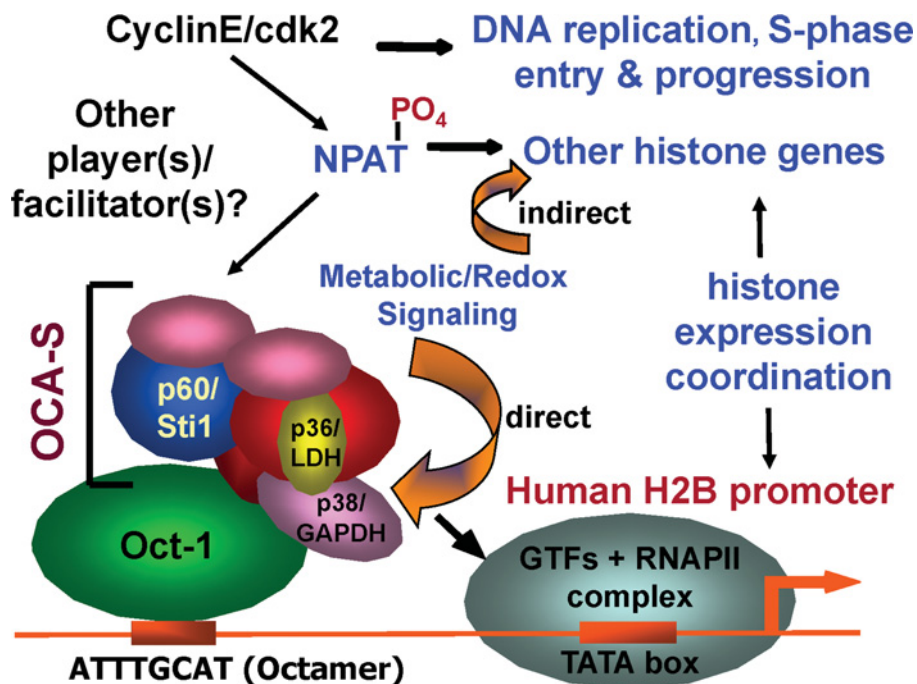 CyclinE/cdk2
DNA replication, S-phase
entry & progression
Other
player(s)/
facilitator(s)?
PO4
NPAT
Other histone genes
indirect
Metabolic/Redox
Signaling
histone
expression
coordination
OCA-S
p60/
Sti1
p36/
LDH
p38/
GAPDH
direct
Oct-1
Human H2B promoter
GTFs + RNAPII
complex
TATA box
ATTTGCAT (Octamer)